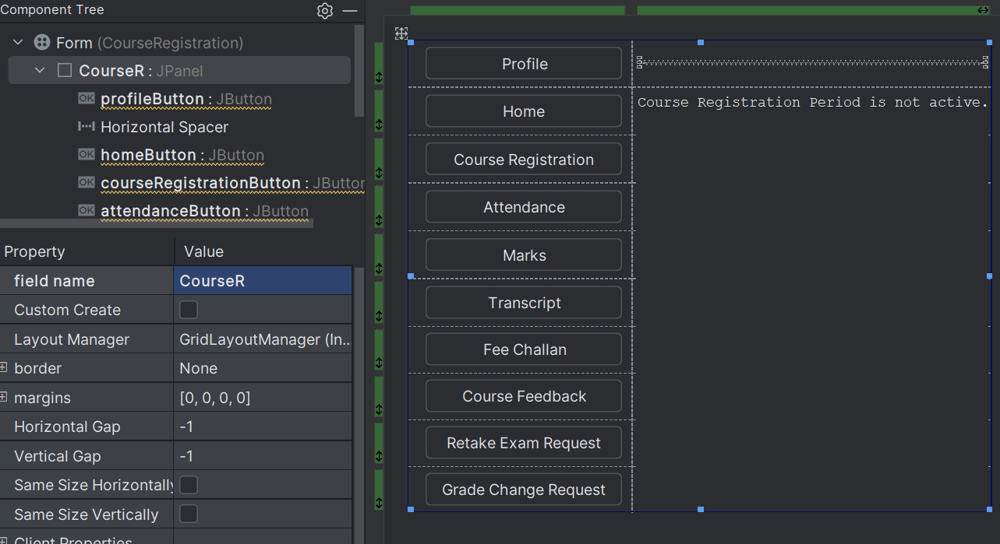 Component Tree
Form (CourseRegistration)
CourseR : JPanel
OK profileButton : JButton
Horizontal Spacer
OK homeButton : JButton
OK courseRegistrationButton : JButton
OK attendanceButton : JButton
Property Value
field name CourseR
Custom Create
Layout Manager GridLayoutManager (In...
border None
margins [0, 0, 0, 0]
Horizontal Gap -1
Vertical Gap -1
Same Size Horizontally
Same Size Vertically
Client Properties
Profile
Course Registration Period is not active.
Home
Course Registration
Attendance
Marks
Transcript
Fee Challan
Course Feedback
Retake Exam Request
Grade Change Request